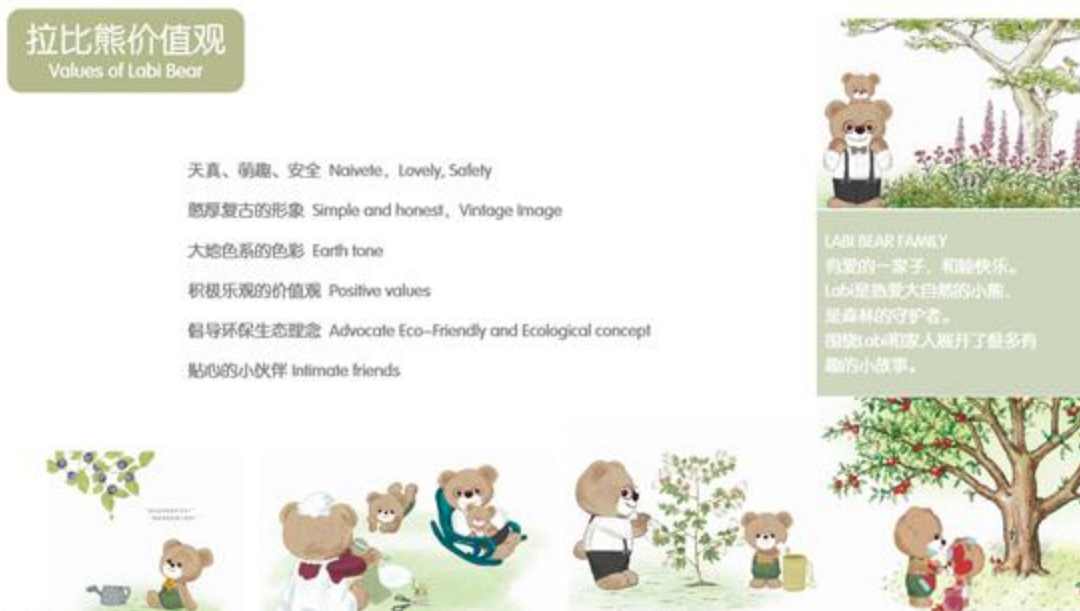 拉比熊价值观
Values of Labi Bear
天真、萌趣、安全 Naivete、Lovely, Safety
憨厚复古的形象 Simple and honest、Vintage Image
大地色系的色彩 Earth tone
积极乐观的价值观 Positive values
倡导环保生态理念 Advocate Eco-Friendly and Ecological concept
贴心的小伙伴 Intimate friends
LABI BEAR FAMILY
有爱的一家子，和睦快乐。
Labi是热爱大自然的小熊，
是森林的守护者。
围绕Labi和家人展开了很多有
趣的小故事。